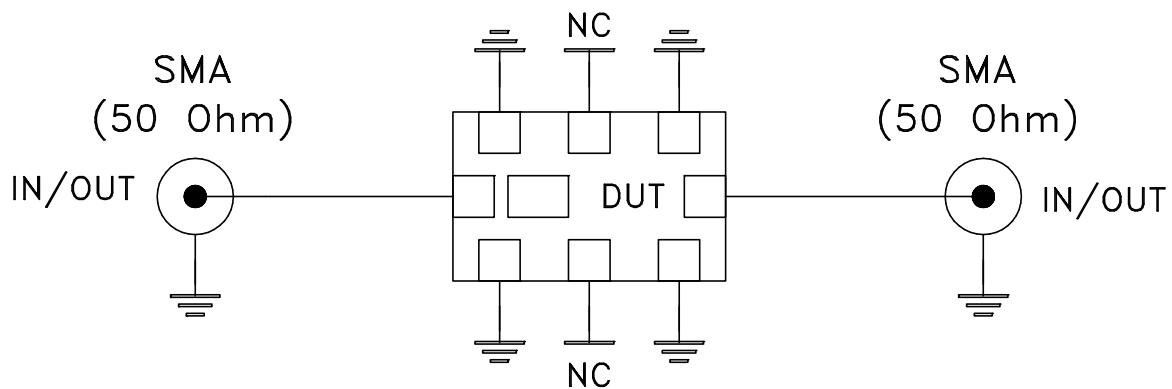 NC
SMA
(50 Ohm)
SMA
(50 Ohm)
IN/OUT
DUT
IN/OUT
NC